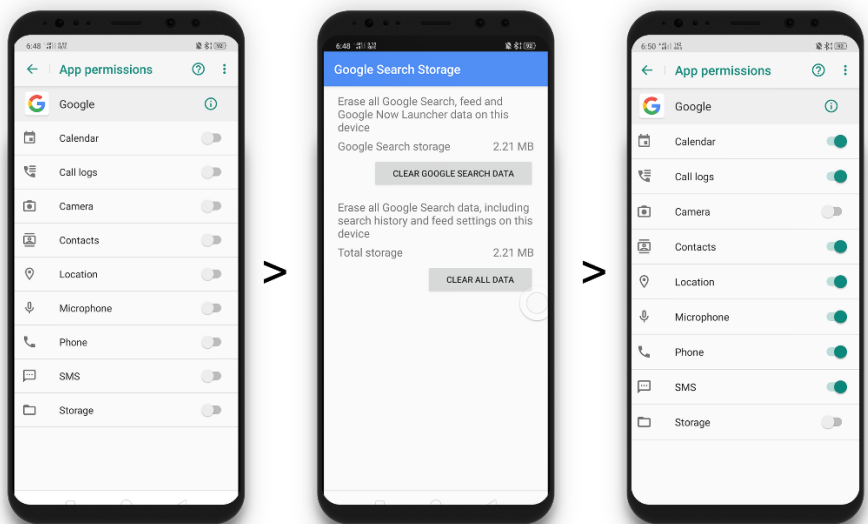 6:48
92
App permissions
Google
Calendar
Call logs
Camera
Contacts
Location
Microphone
Phone
SMS
Storage
>
6:48
92
Google Search Storage
Erase all Google Search, feed and
Google Now Launcher data on this
device
Google Search storage 2.21 MB
CLEAR GOOGLE SEARCH DATA
Erase all Google Search data, including
search history and feed settings on this
device
Total storage 2.21 MB
CLEAR ALL DATA
>
6:50
App permissions
Google
Calendar
Call logs
Camera
Contacts
Location
Microphone
Phone
SMS
Storage